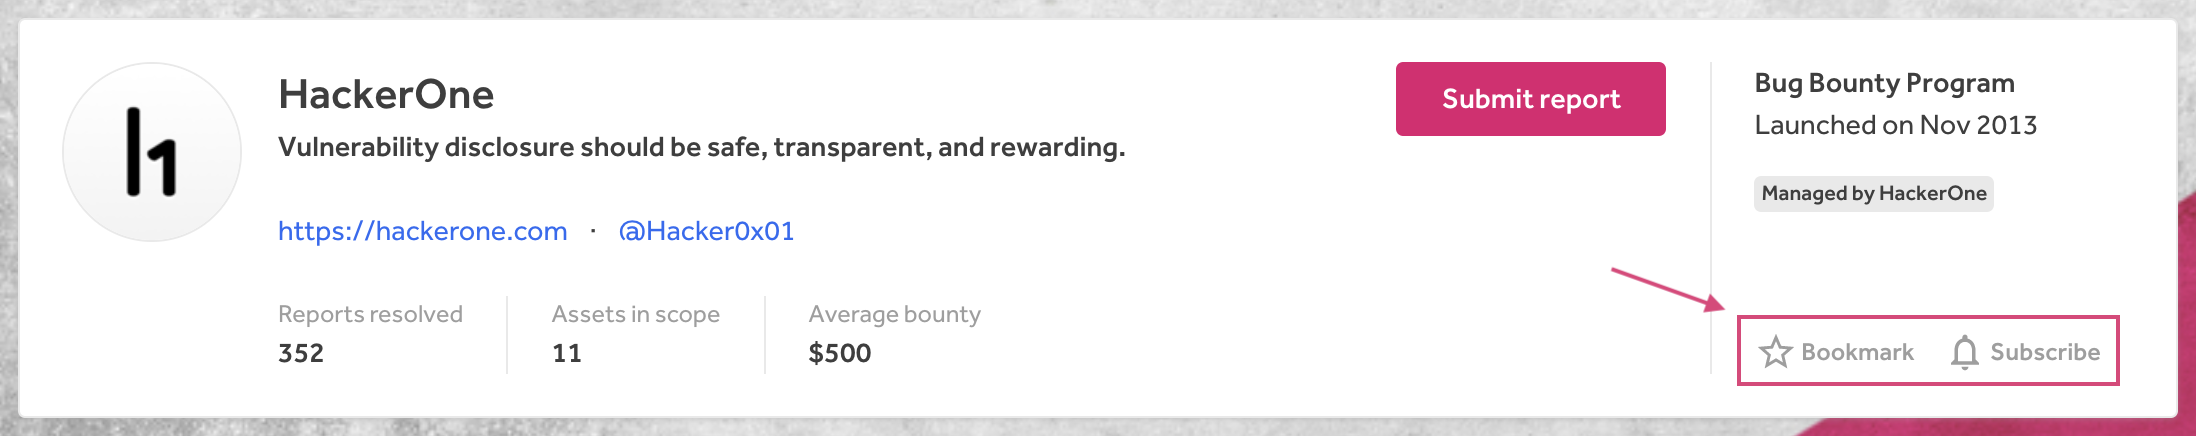 h1
HackerOne
Vulnerability disclosure should be safe, transparent, and rewarding.
https://hackerone.com · @Hacker0x01
Reports resolved
352
Assets in scope
11
Average bounty
$500
Submit report
Bug Bounty Program
Launched on Nov 2013
Managed by HackerOne
Bookmark
Subscribe